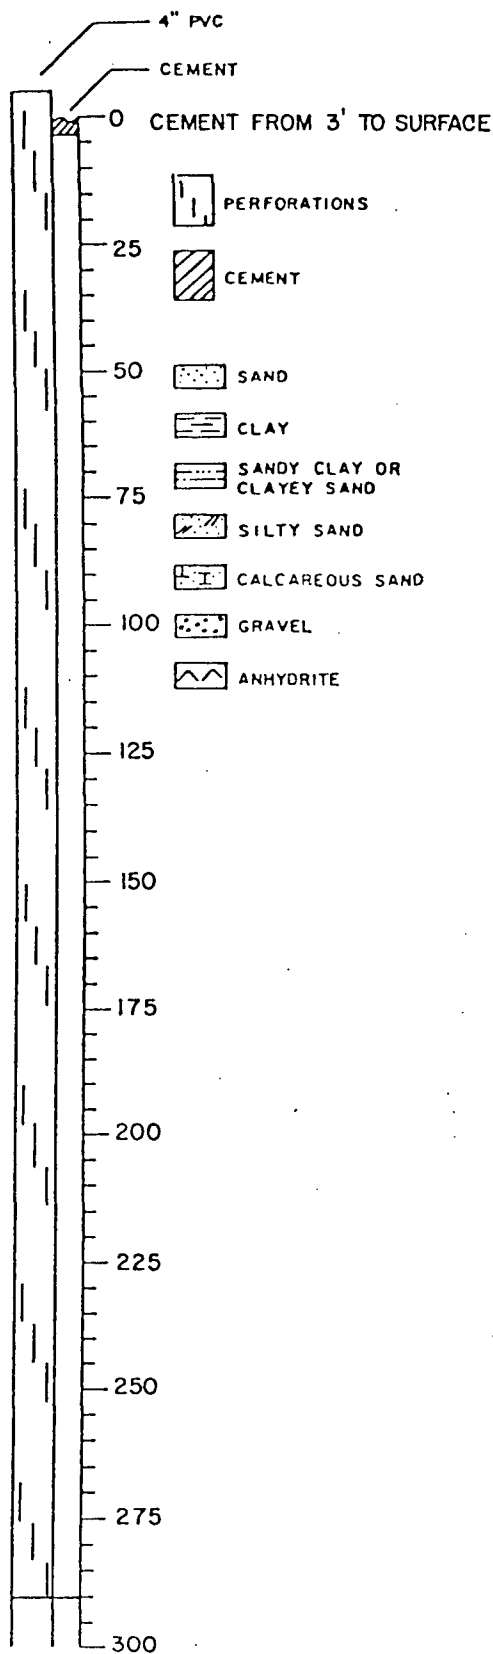 4" PVC
CEMENT
0 CEMENT FROM 3' TO SURFACE
PERFORATIONS
25
CEMENT
50
SAND
CLAY
SANDY CLAY OR
CLAYEY SAND
75
SILTY SAND
CALCAREOUS SAND
100
GRAVEL
ANHYDRITE
125
150
175
200
225
250
275
300